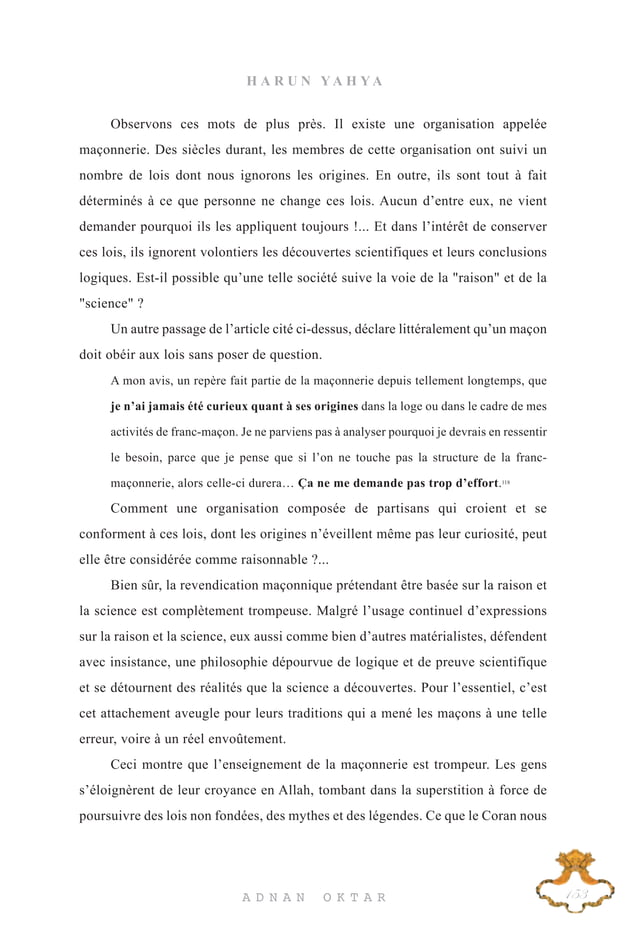 HARUN YAHYA
Observons ces mots de plus près. Il existe une organisation appelée
maçonnerie. Des siècles durant, les membres de cette organisation ont suivi un
nombre de lois dont nous ignorons les origines. En outre, ils sont tout à fait
déterminés à ce que personne ne change ces lois. Aucun d’entre eux, ne vient
demander pourquoi ils les appliquent toujours !... Et dans l’intérêt de conserver
ces lois, ils ignorent volontiers les découvertes scientifiques et leurs conclusions
logiques. Est-il possible qu’une telle société suive la voie de la "raison" et de la
"science" ?
Un autre passage de l’article cité ci-dessus, déclare littéralement qu’un maçon
doit obéir aux lois sans poser de question.
A mon avis, un repère fait partie de la maçonnerie depuis tellement longtemps, que
je n’ai jamais été curieux quant à ses origines dans la loge ou dans le cadre de mes
activités de franc-maçon. Je ne parviens pas à analyser pourquoi je devrais en ressentir
le besoin, parce que je pense que si l’on ne touche pas la structure de la franc-
maçonnerie, alors celle-ci durera… Ça ne me demande pas trop d’effort.118
Comment une organisation composée de partisans qui croient et se
conforment à ces lois, dont les origines n’éveillent même pas leur curiosité, peut
elle être considérée comme raisonnable ?...
Bien sûr, la revendication maçonnique prétendant être basée sur la raison et
la science est complètement trompeuse. Malgré l’usage continuel d’expressions
sur la raison et la science, eux aussi comme bien d’autres matérialistes, défendent
avec insistance, une philosophie dépourvue de logique et de preuve scientifique
et se détournent des réalités que la science a découvertes. Pour l’essentiel, c’est
cet attachement aveugle pour leurs traditions qui a mené les maçons à une telle
erreur, voire à un réel envoûtement.
Ceci montre que l’enseignement de la maçonnerie est trompeur. Les gens
s’éloignèrent de leur croyance en Allah, tombant dans la superstition à force de
poursuivre des lois non fondées, des mythes et des légendes. Ce que le Coran nous
153
ADNAN OKTAR